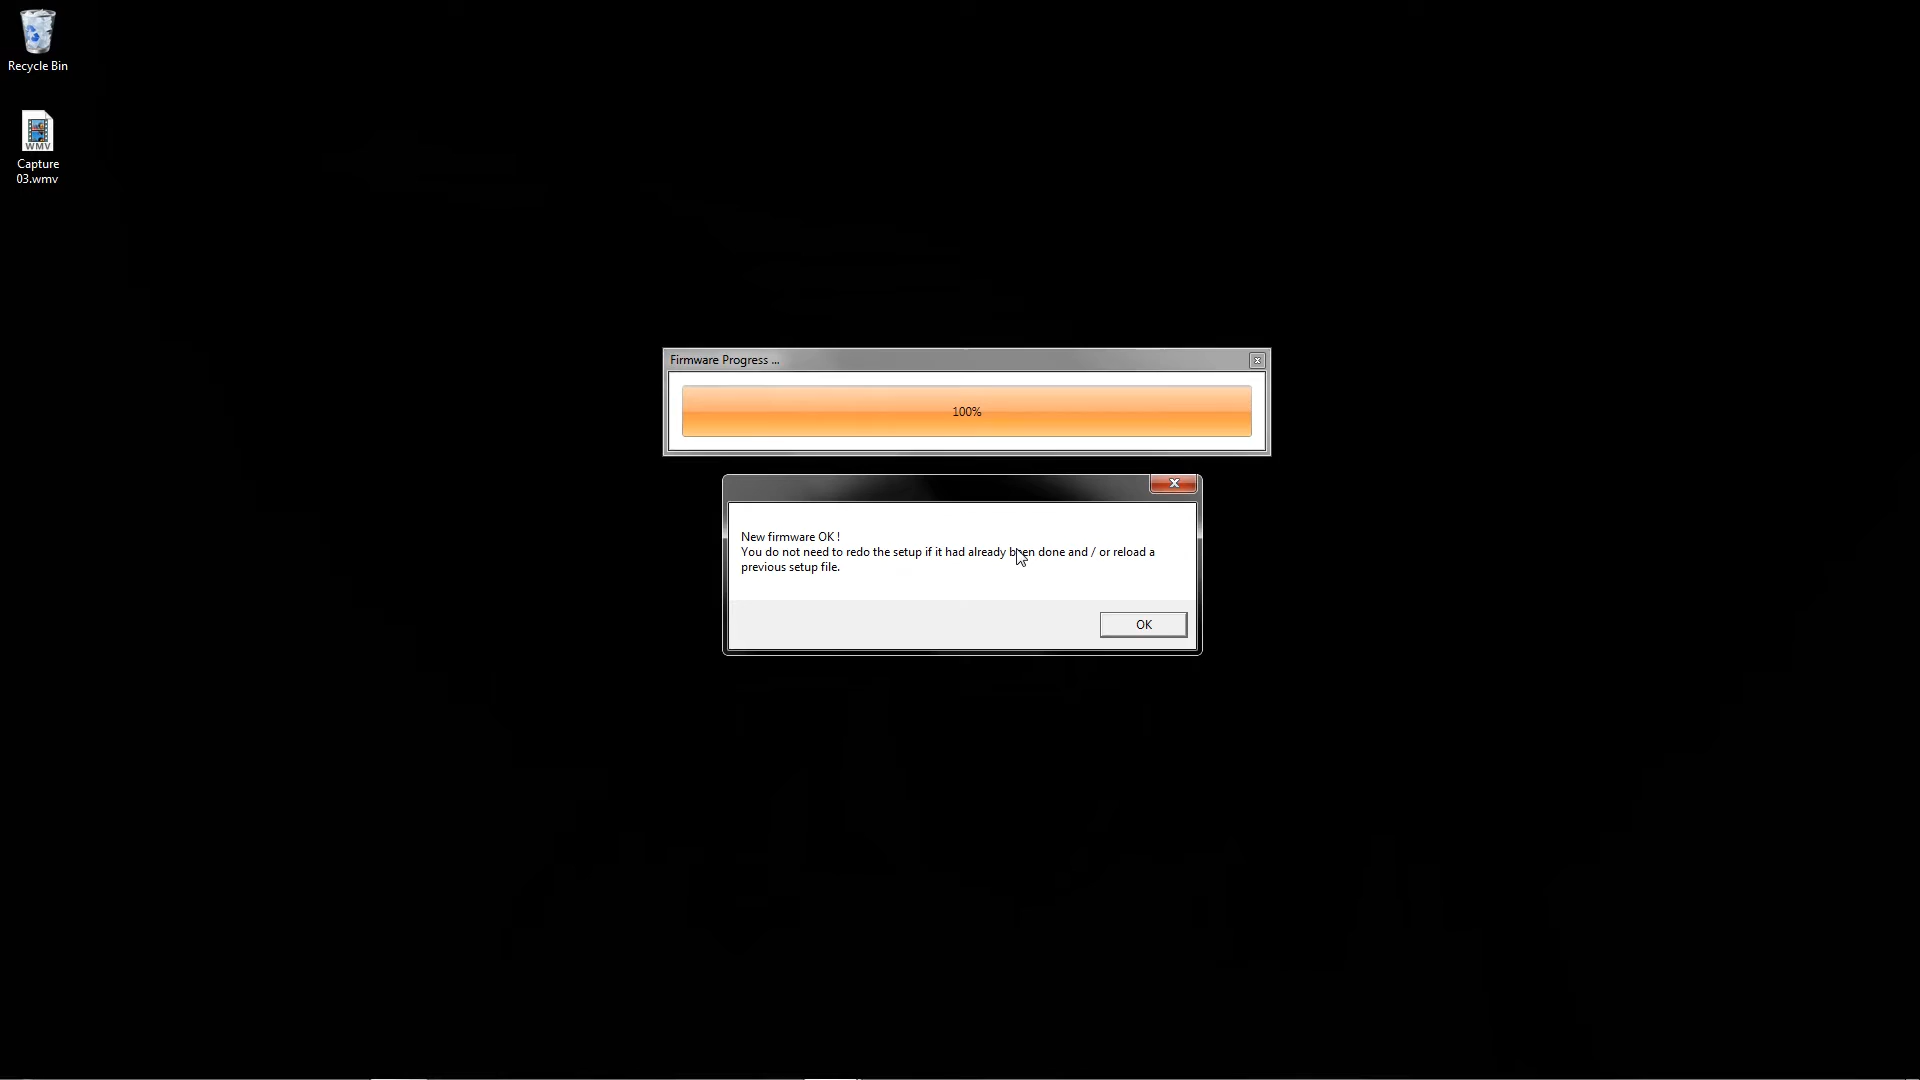 Recycle Bin
WMV
Capture
03.wmv
Firmware Progress ...
100%
New firmware OK !
You do not need to redo the setup if it had already been done and / or reload a
previous setup file.
OK